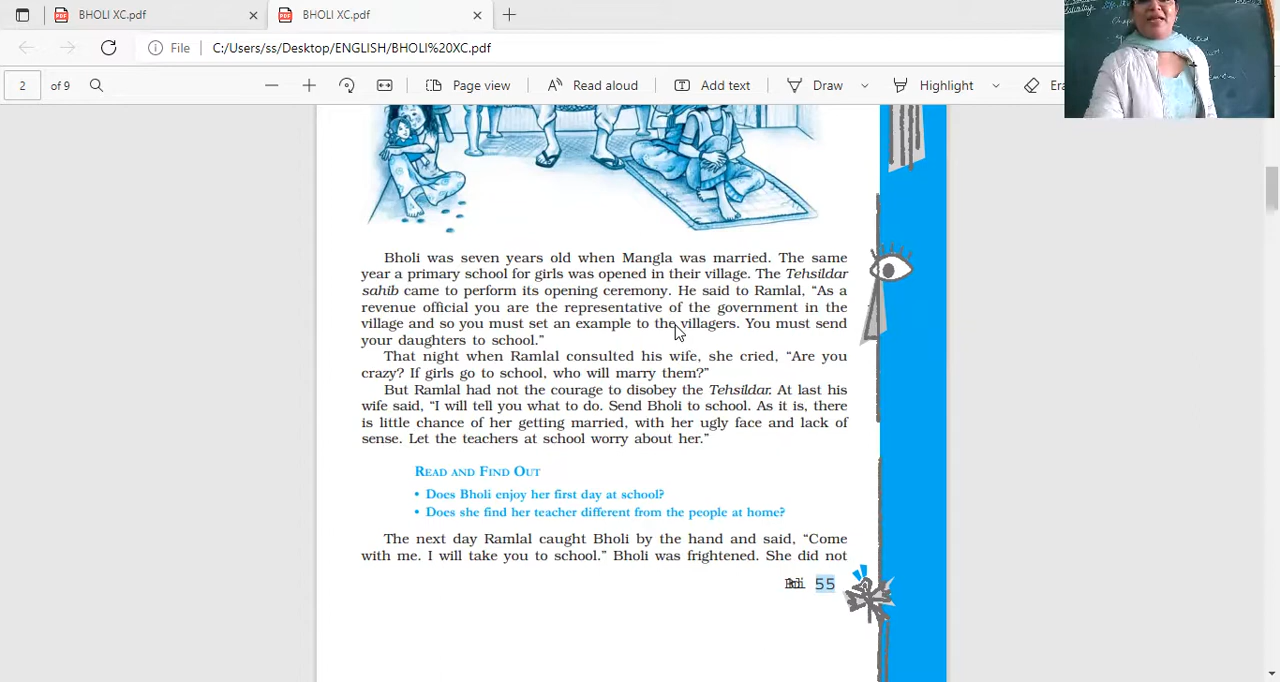 BHOLI XC.pdf
BHOLI XC.pdf
File C:/Users/ss/Desktop/ENGLISH/BHOLI%20XC.pdf
2 of 9 Page view Read aloud Add text Draw Highlight
Bholi was seven years old when Mangla was married. The same
year a primary school for girls was opened in their village. The Tehsildar
sahib came to perform its opening ceremony. He said to Ramlal, “As a
revenue official you are the representative of the government in the
village and so you must set an example to the villagers. You must send
your daughters to school.”
That night when Ramlal consulted his wife, she cried, “Are you
crazy? If girls go to school, who will marry them?”
But Ramlal had not the courage to disobey the Tehsildar. At last his
wife said, “I will tell you what to do. Send Bholi to school. As it is, there
is little chance of her getting married, with her ugly face and lack of
sense. Let the teachers at school worry about her.”
READ AND FIND OUT
• Does Bholi enjoy her first day at school?
• Does she find her teacher different from the people at home?
The next day Ramlal caught Bholi by the hand and said, “Come
with me. I will take you to school.” Bholi was frightened. She did not
55